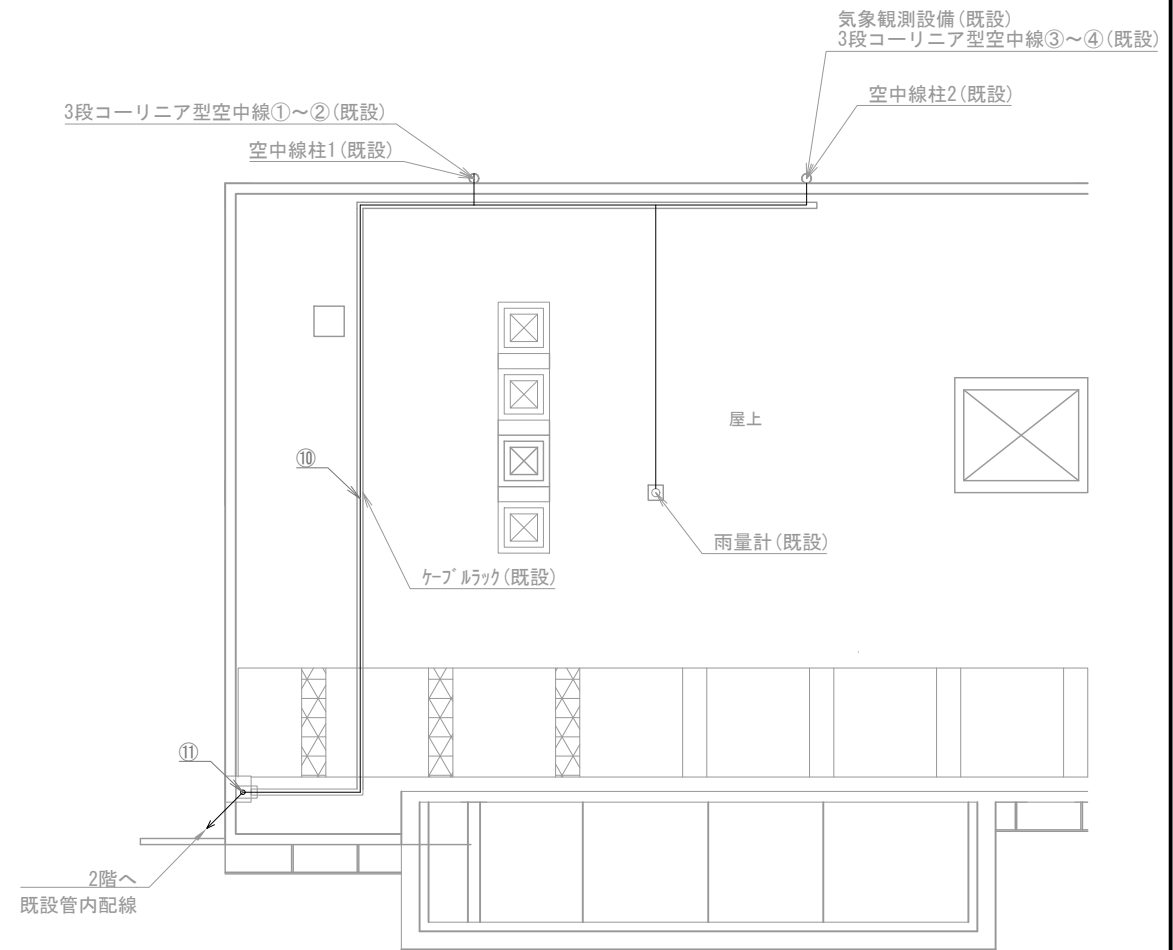 気象観測設備(既設)
3段コーリニア型空中線③～④(既設)
空中線柱2(既設)
3段コーリニア型空中線①～②(既設)
空中線柱1(既設)
屋上
⑩
雨量計(既設)
ｹｰﾌﾞﾙﾗｯｸ(既設)
⑪
2階へ
既設管内配線